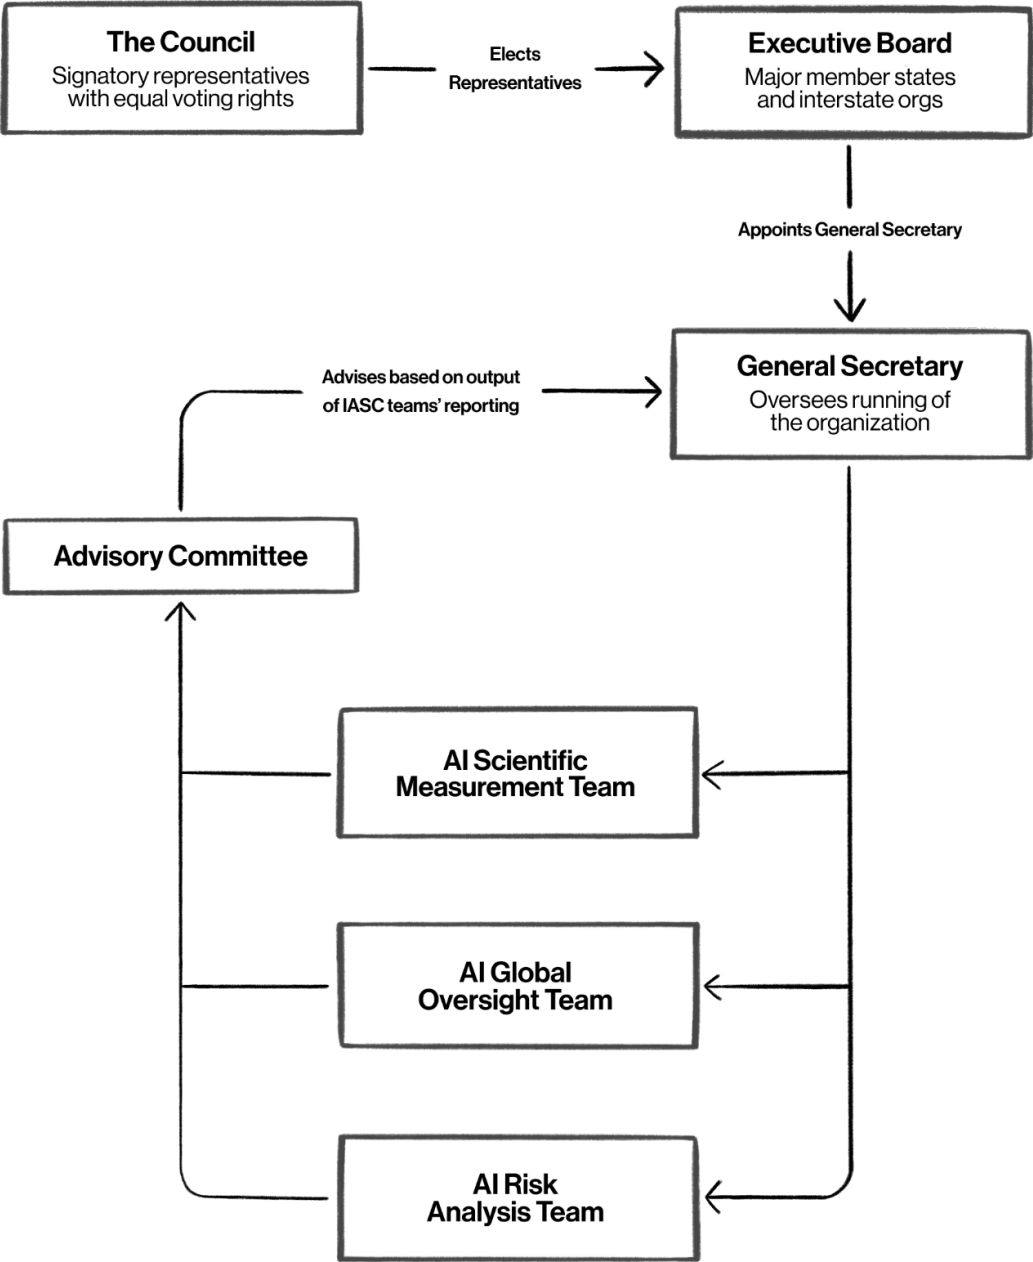 The Council
Signatory representatives
with equal voting rights
Elects
Representatives
Executive Board
Major member states
and interstate orgs
Appoints General Secretary
General Secretary
Oversees running of
the organization
Advises based on output
of IASC teams’ reporting
Advisory Committee
AI Scientific
Measurement Team
AI Global
Oversight Team
AI Risk
Analysis Team